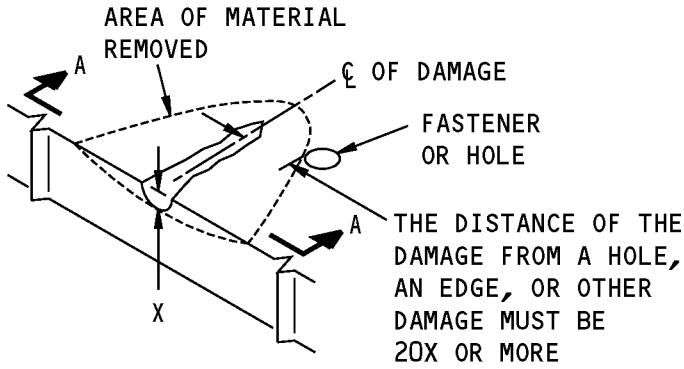 AREA OF MATERIAL
REMOVED
A
℄ OF DAMAGE
FASTENER
OR HOLE
A
THE DISTANCE OF THE
DAMAGE FROM A HOLE,
AN EDGE, OR OTHER
DAMAGE MUST BE
20X OR MORE
X